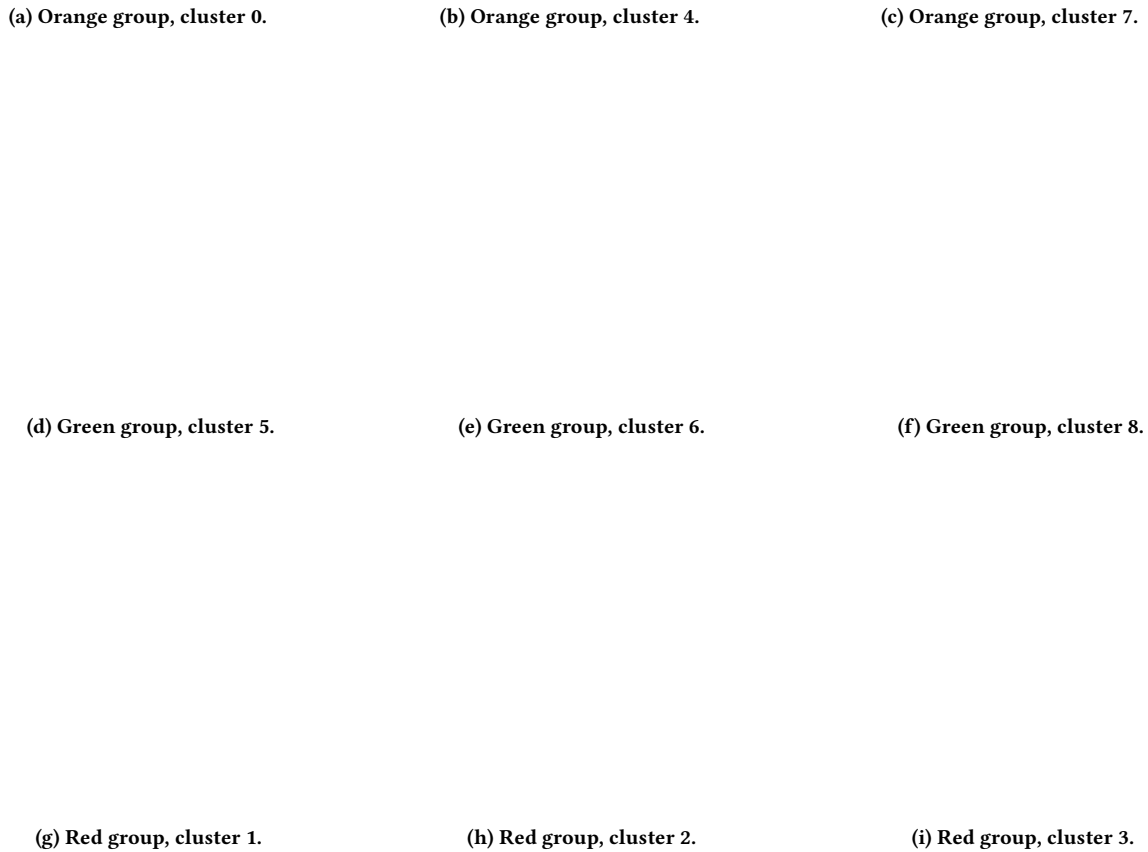 (a) Orange group, cluster 0.
(b) Orange group, cluster 4.
(c) Orange group, cluster 7.
(d) Green group, cluster 5.
(e) Green group, cluster 6.
(f) Green group, cluster 8.
(g) Red group, cluster 1.
(h) Red group, cluster 2.
(i) Red group, cluster 3.